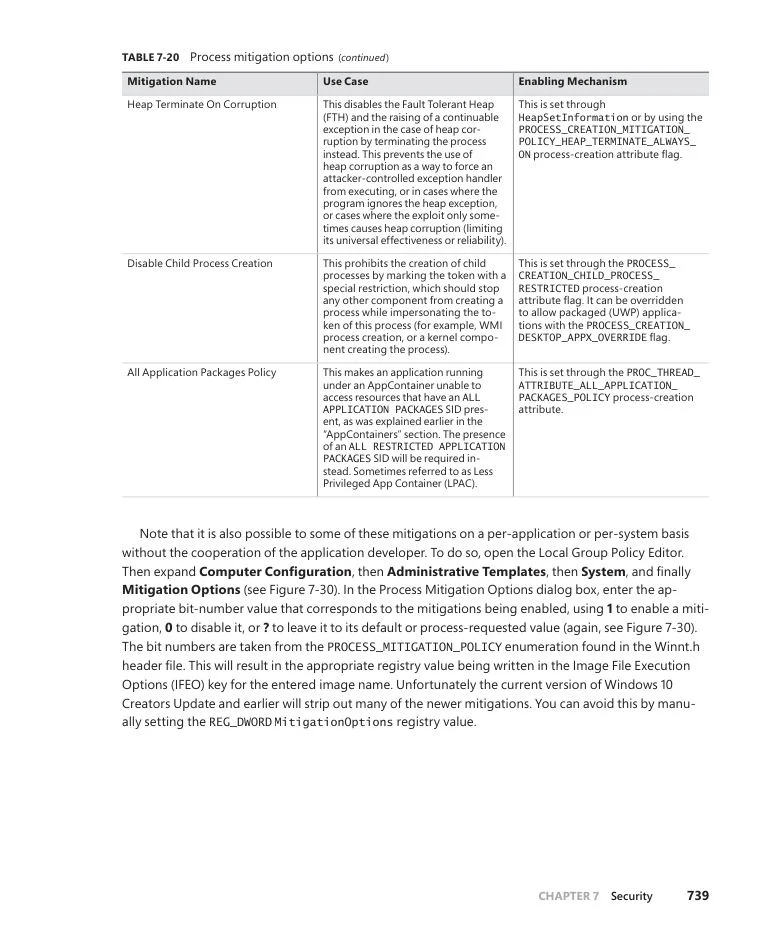 TABLE 7-20 Process mitigation options (continued)
Mitigation Name Use Case Enabling Mechanism
Heap Terminate On Corruption
This disables the Fault Tolerant Heap
(FTH) and the raising of a continuable
exception in the case of heap cor-
ruption by terminating the process
instead. This prevents the use of
heap corruption as a way to force an
attacker-controlled exception handler
from executing, or in cases where the
program ignores the heap exception,
or cases where the exploit only some-
times causes heap corruption (limiting
its universal effectiveness or reliability).
This is set through
HeapSetInformation or by using the
PROCESS_CREATION_MITIGATION_
POLICY_HEAP_TERMINATE_ALWAYS_
ON process-creation attribute flag.
Disable Child Process Creation
This prohibits the creation of child
processes by marking the token with a
special restriction, which should stop
any other component from creating a
process while impersonating the to-
ken of this process (for example, WMI
process creation, or a kernel compo-
nent creating the process).
This is set through the PROCESS_
CREATION_CHILD_PROCESS_
RESTRICTED process-creation
attribute flag. It can be overridden
to allow packaged (UWP) applica-
tions with the PROCESS_CREATION_
DESKTOP_APPX_OVERRIDE flag.
All Application Packages Policy
This makes an application running
under an AppContainer unable to
access resources that have an ALL
APPLICATION PACKAGES SID pres-
ent, as was explained earlier in the
“AppContainers” section. The presence
of an ALL RESTRICTED APPLICATION
PACKAGES SID will be required in-
stead. Sometimes referred to as Less
Privileged App Container (LPAC).
This is set through the PROC_THREAD_
ATTRIBUTE_ALL_APPLICATION_
PACKAGES_POLICY process-creation
attribute.
Note that it is also possible to some of these mitigations on a per-application or per-system basis
without the cooperation of the application developer. To do so, open the Local Group Policy Editor.
Then expand Computer Configuration, then Administrative Templates, then System, and finally
Mitigation Options (see Figure 7-30). In the Process Mitigation Options dialog box, enter the ap-
propriate bit-number value that corresponds to the mitigations being enabled, using 1 to enable a miti-
gation, 0 to disable it, or ? to leave it to its default or process-requested value (again, see Figure 7-30).
The bit numbers are taken from the PROCESS_MITIGATION_POLICY enumeration found in the Winnt.h
header file. This will result in the appropriate registry value being written in the Image File Execution
Options (IFEO) key for the entered image name. Unfortunately the current version of Windows 10
Creators Update and earlier will strip out many of the newer mitigations. You can avoid this by manu-
ally setting the REG_DWORD MitigationOptions registry value.
CHAPTER 7 Security 739